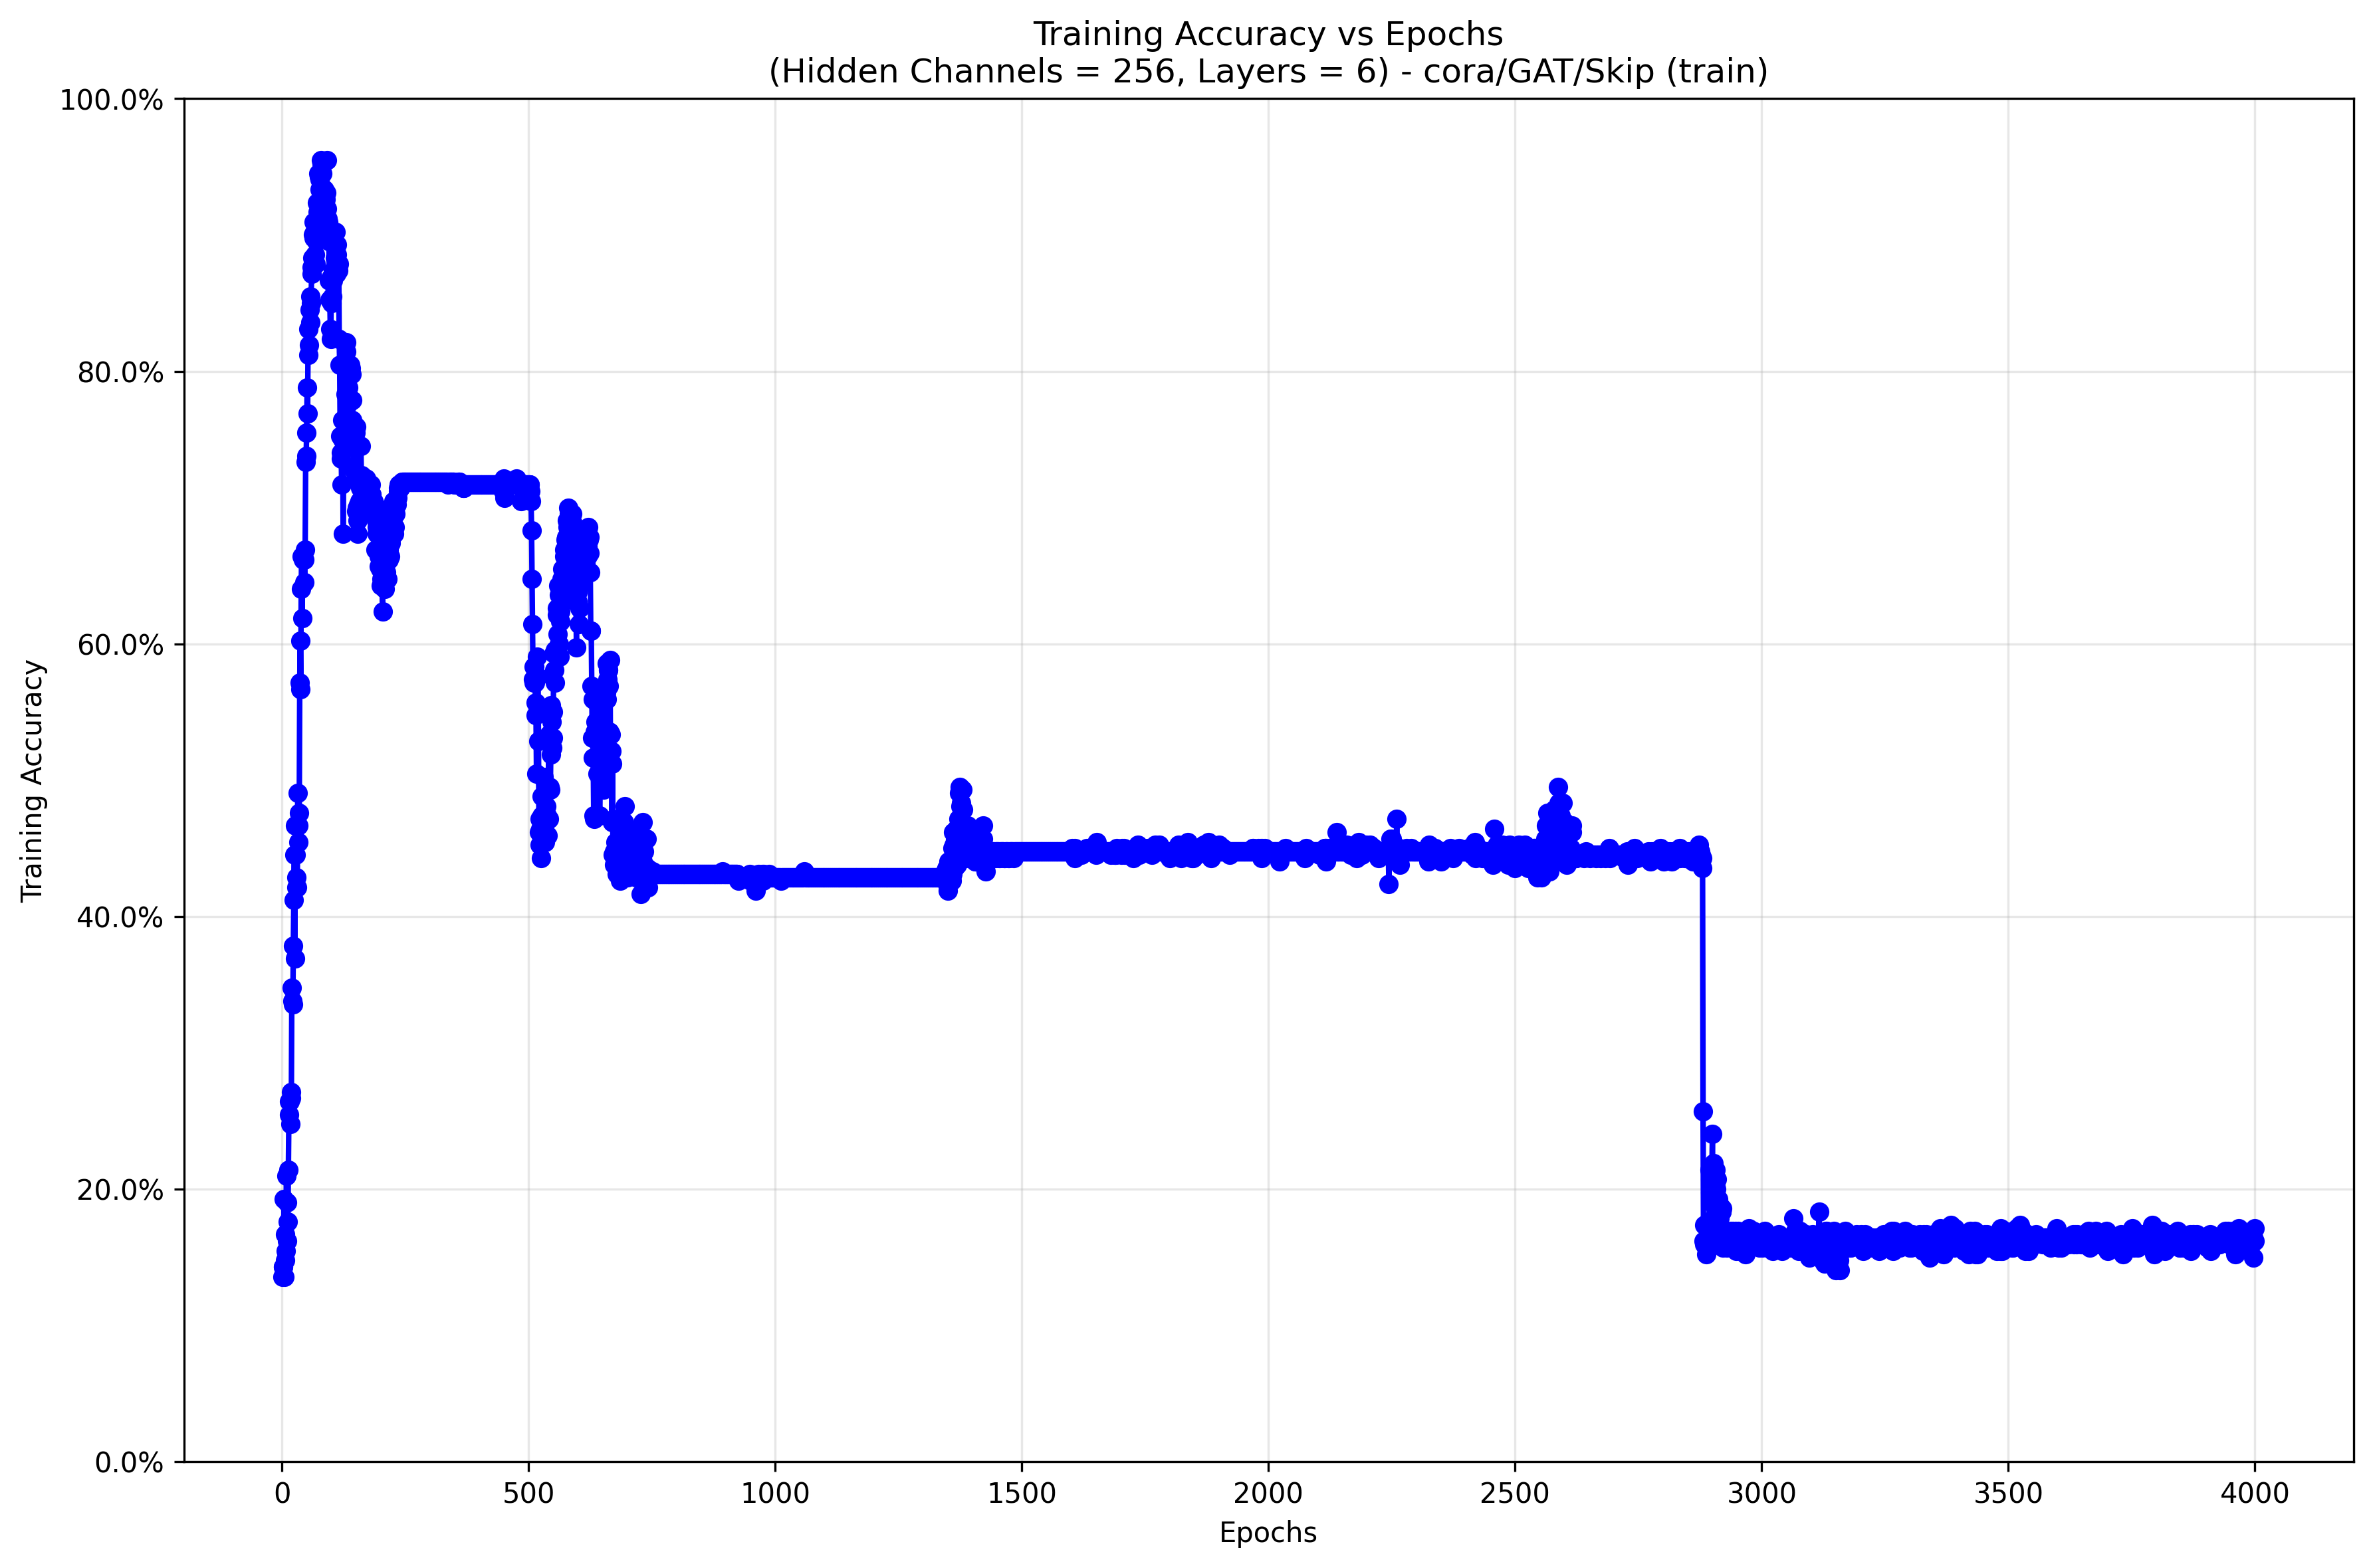 Training Accuracy vs Epochs
(Hidden Channels = 256, Layers = 6) - cora/GAT/Skip (train)
100.0%
80.0%
60.0%
40.0%
20.0%
0.0%
Training Accuracy
0 500 1000 1500 2000 2500 3000 3500 4000
Epochs